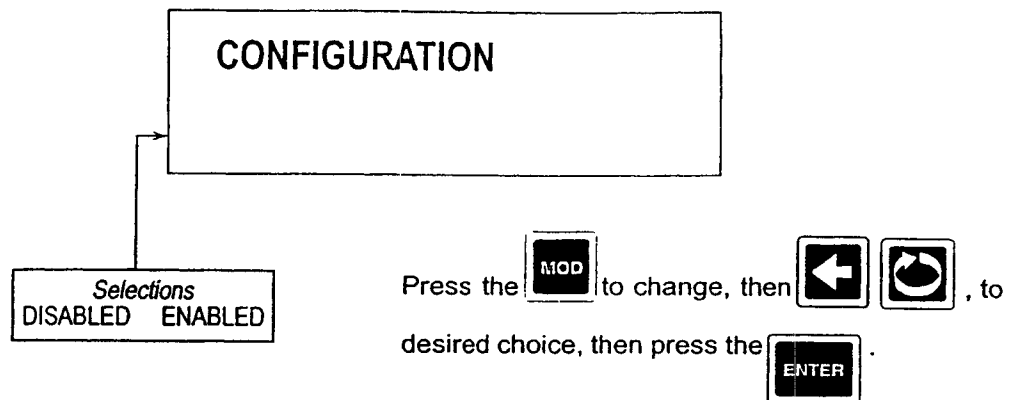 CONFIGURATION
Selections
DISABLED ENABLED
Press the MOD to change, then , to
desired choice, then press the ENTER .